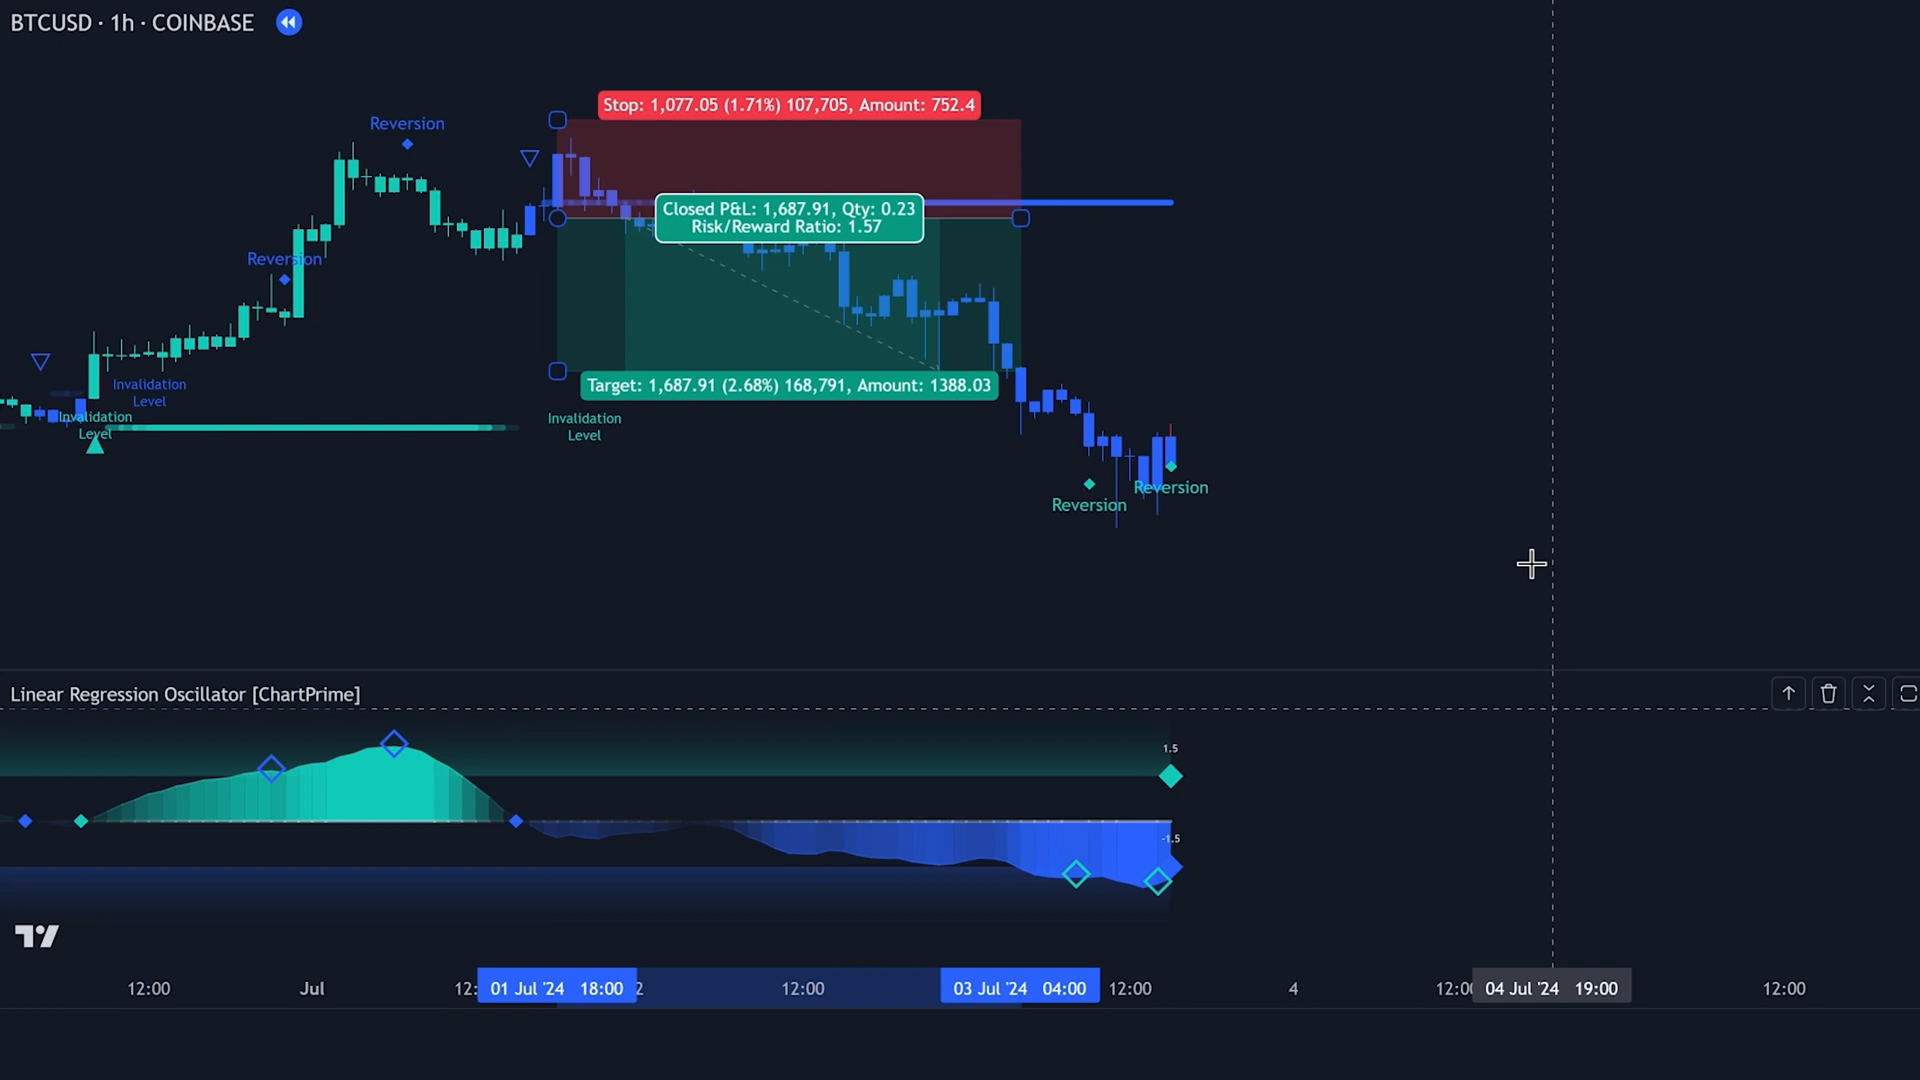 BTCUSD · 1h · COINBASE
Stop: 1,077.05 (1.71%) 107,705, Amount: 752.4
Reversion
Closed P&L: 1,687.91, Qty: 0.23
Risk/Reward Ratio: 1.57
Reversion
Invalidation
Level
Target: 1,687.91 (2.68%) 168,791, Amount: 1388.03
Invalidation
Level
Invalidation
Level
Reversion
Reversion
Linear Regression Oscillator [ChartPrime]
1.5
-1.5
12:00
Jul
12:
01 Jul '24 18:00
2
12:00
03 Jul '24 04:00
12:00
4
12:00
04 Jul '24 19:00
12:00